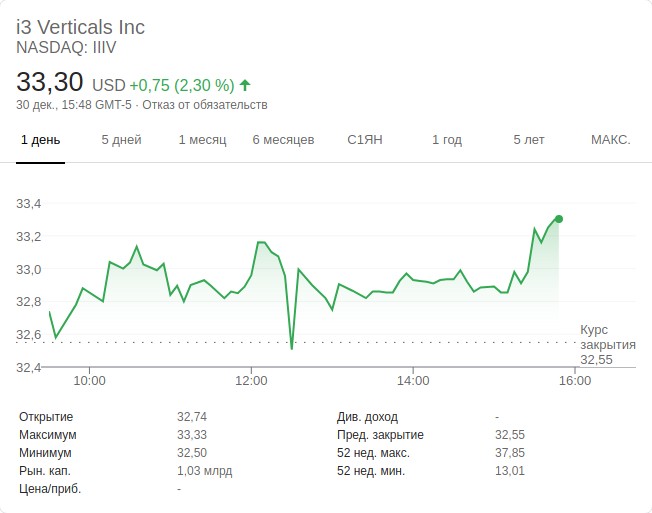 i3 Verticals Inc
NASDAQ: IIIV
33,30 USD +0,75 (2,30 %)
30 дек., 15:48 GMT-5 · Отказ от обязательств
1 день 5 дней 1 месяц 6 месяцев С1ЯН 1 год 5 лет МАКС.
33,4
33,2
33,0
32,8
32,6
32,4
Курс
закрытия
32,55
10:00 12:00 14:00 16:00
Открытие 32,74 Див. доход -
Максимум 33,33 Пред. закрытие 32,55
Минимум 32,50 52 нед. макс. 37,85
Рын. кап. 1,03 млрд 52 нед. мин. 13,01
Цена/приб. -